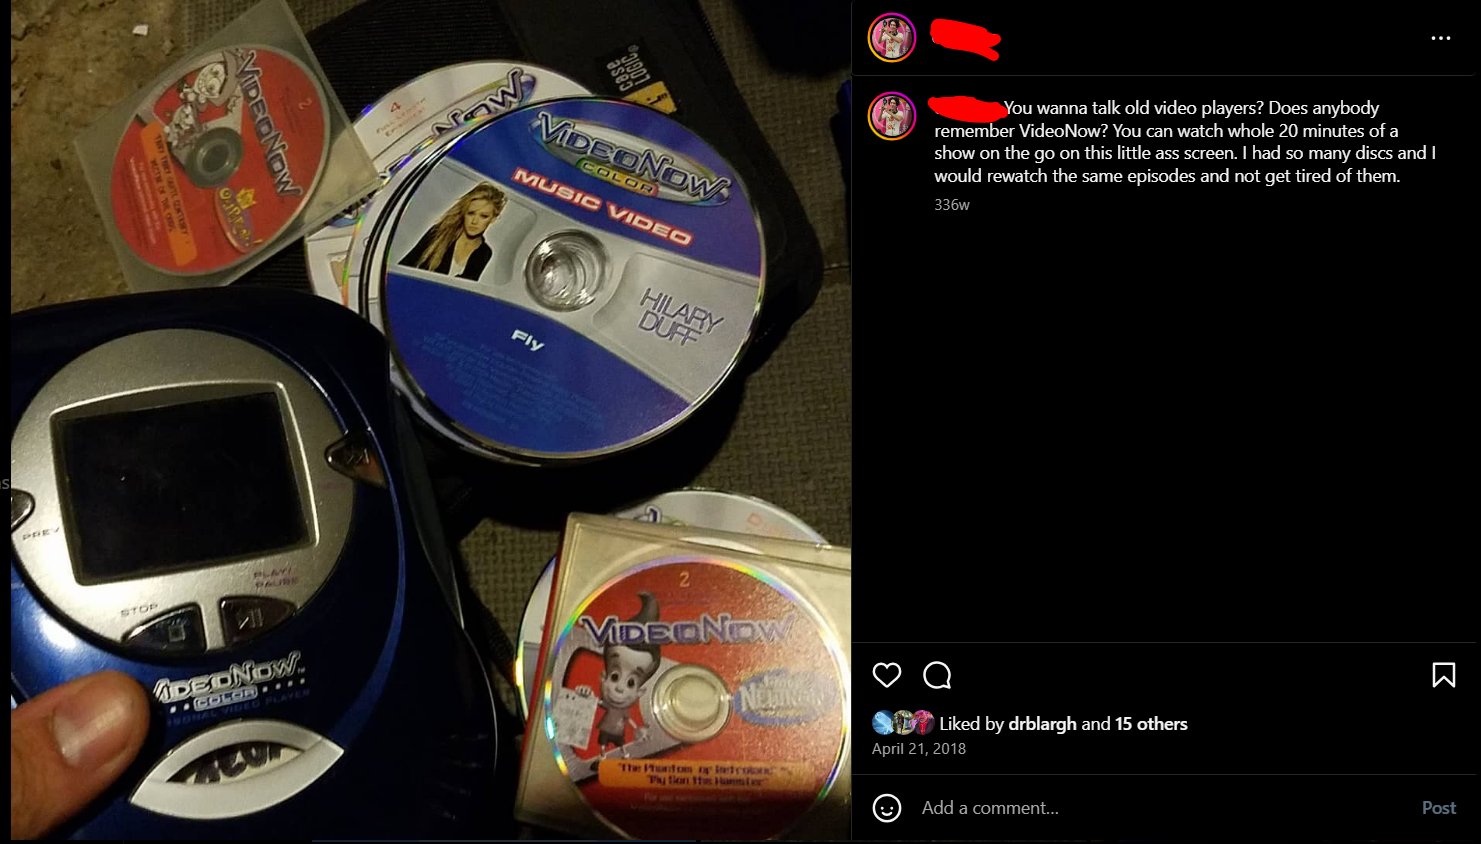 2
VIDEONOW
case
LOGIC
4
VIDEONOW
VIDEONOW
COLOR
MUSIC VIDEO
HILARY
DUFF
Fly
PREV
PLAY/
PAUSE
STOP
VIDEONOW
COLOR
VIDEO PLAYER
2
VIDEONOW
NEUTRON
"The Phantom of Retroland"
"My Son the Hamster"
You wanna talk old video players? Does anybody
remember VideoNow? You can watch whole 20 minutes of a
show on the go on this little ass screen. I had so many discs and I
would rewatch the same episodes and not get tired of them.
336w
Liked by drblargh and 15 others
April 21, 2018
Add a comment...
Post